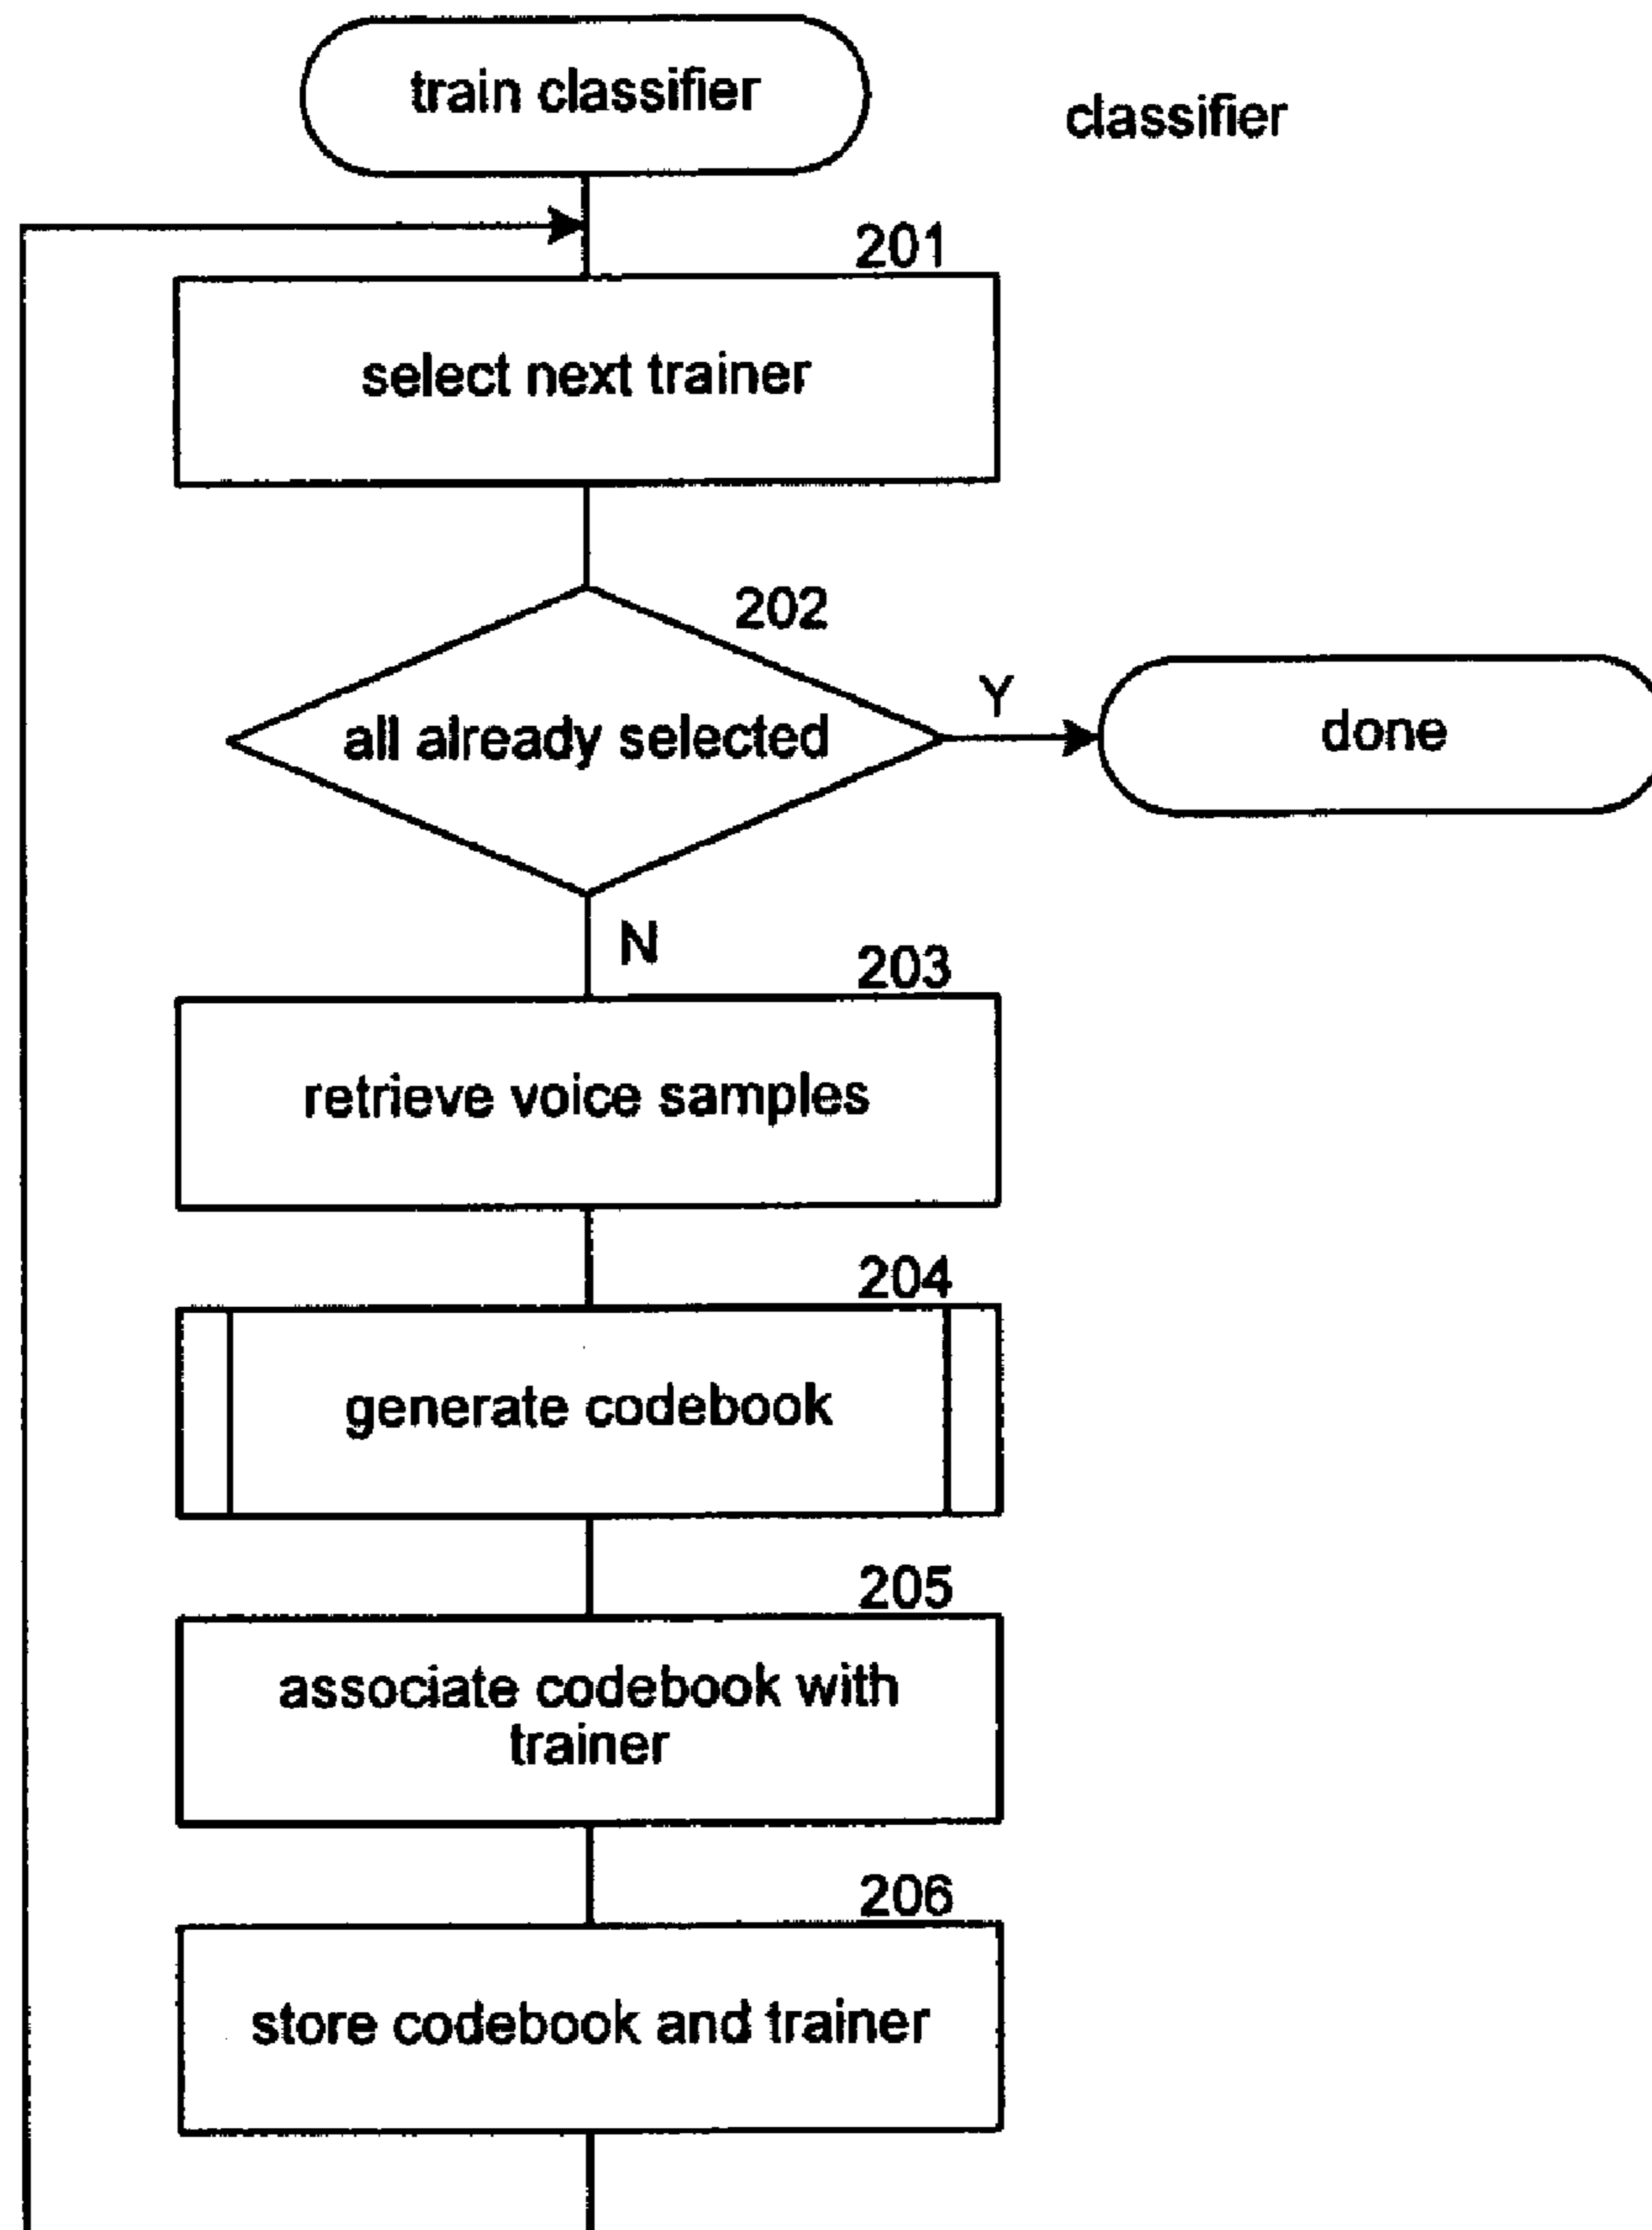 train classifier
classifier
201
select next trainer
202
all already selected
Y
done
N
203
retrieve voice samples
204
generate codebook
205
associate codebook with
trainer
206
store codebook and trainer